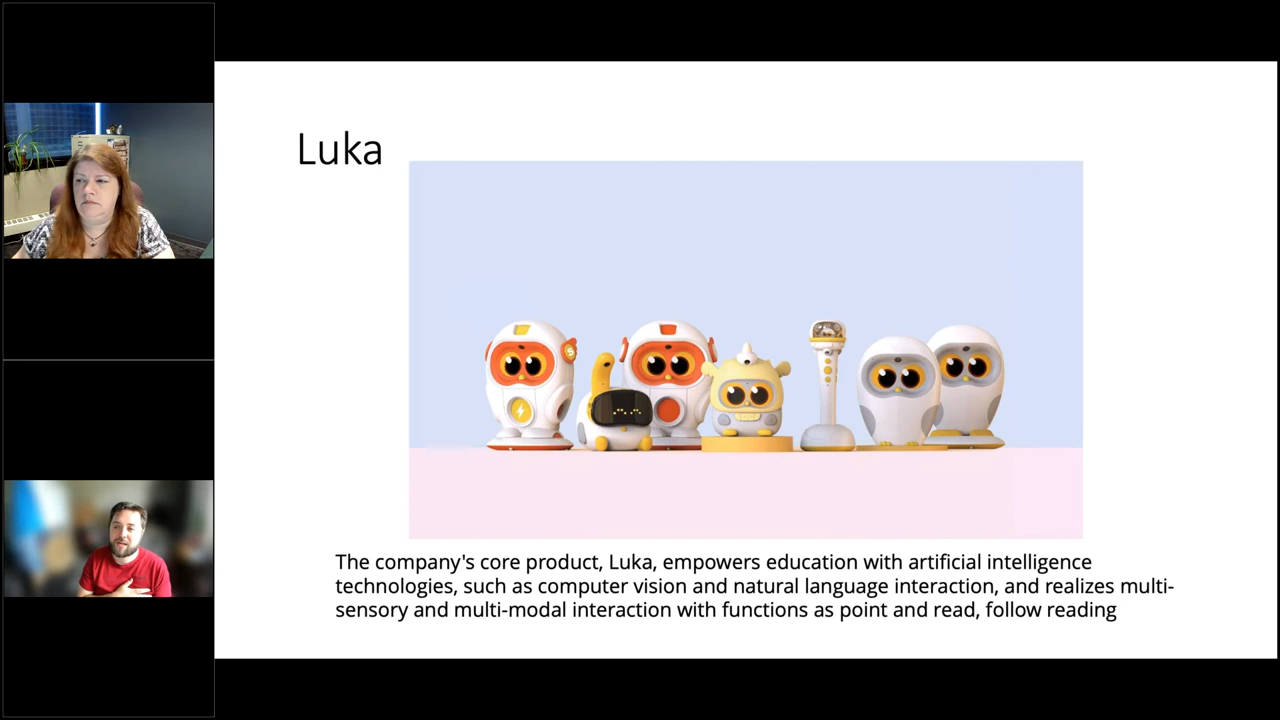 Luka
The company's core product, Luka, empowers education with artificial intelligence
technologies, such as computer vision and natural language interaction, and realizes multi-
sensory and multi-modal interaction with functions as point and read, follow reading